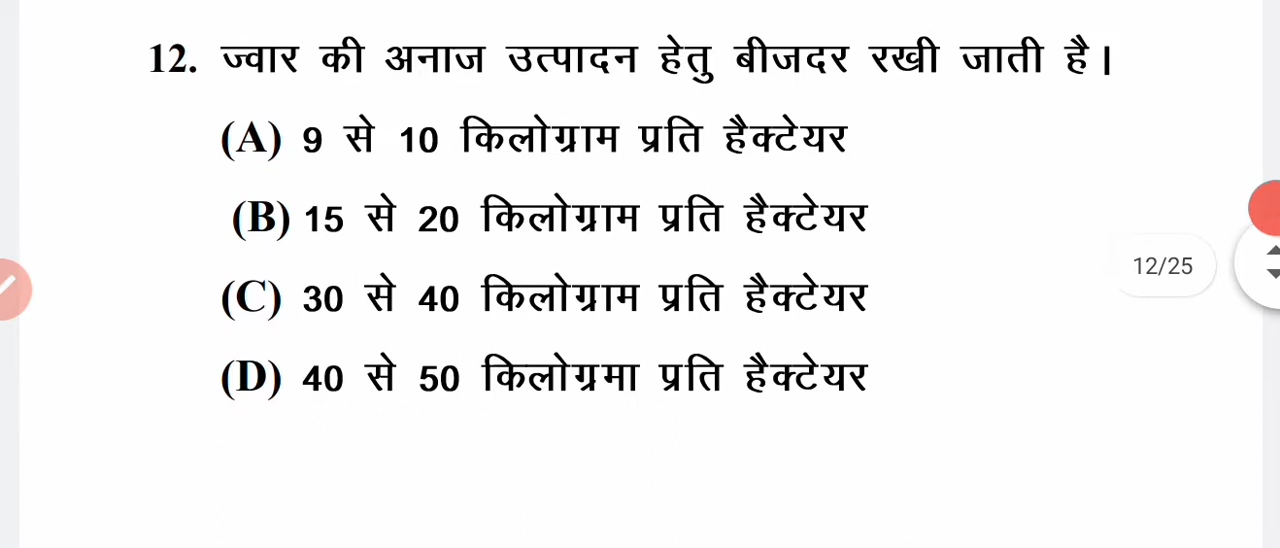 12. ज्वार की अनाज उत्पादन हेतु बीजदर रखी जाती है।
(A) 9 से 10 किलोग्राम प्रति हैक्टेयर
(B) 15 से 20 किलोग्राम प्रति हैक्टेयर
12/25
(C) 30 से 40 किलोग्राम प्रति हैक्टेयर
(D) 40 से 50 किलोग्रमा प्रति हैक्टेयर